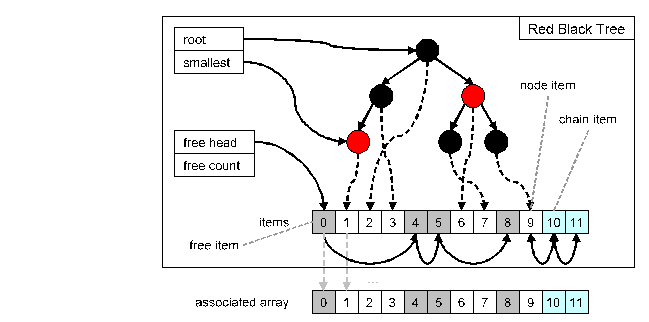 Red Black Tree
root
smallest
node item
chain item
free head
free count
items
0 1 2 3 4 5 6 7 8 9 10 11
free item
...
associated array
0 1 2 3 4 5 6 7 8 9 10 11